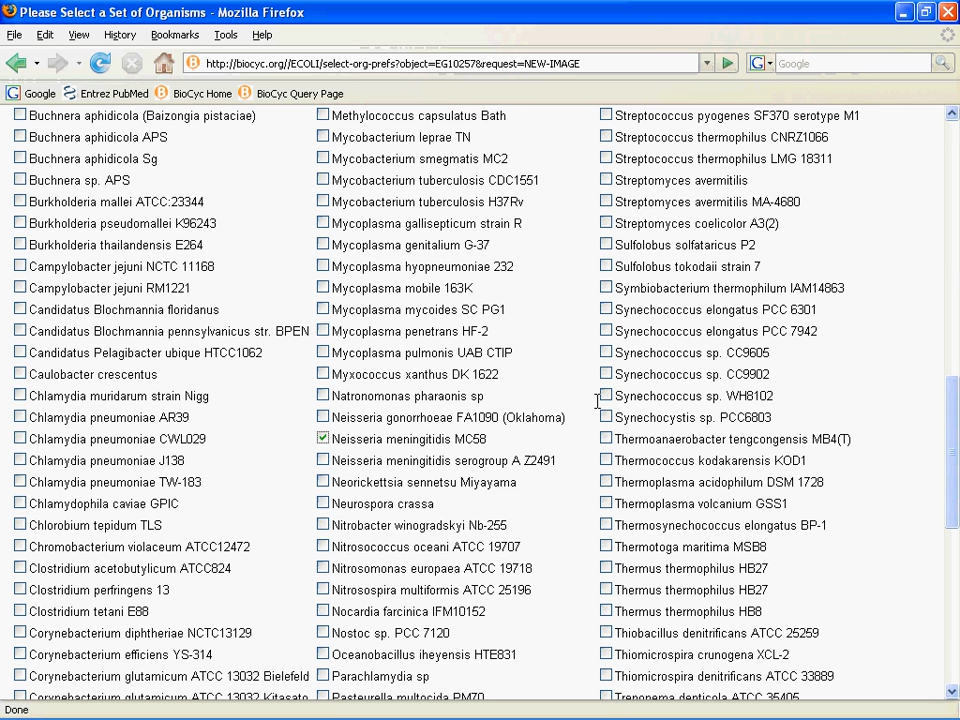 Please Select a Set of Organisms - Mozilla Firefox
File Edit View History Bookmarks Tools Help
http://biocyc.org//ECOLI/select-org-prefs?object=EG10257&request=NEW-IMAGE
Google
Google Entrez PubMed BioCyc Home BioCyc Query Page
Buchnera aphidicola (Baizongia pistaciae)
Buchnera aphidicola APS
Buchnera aphidicola Sg
Buchnera sp. APS
Burkholderia mallei ATCC:23344
Burkholderia pseudomallei K96243
Burkholderia thailandensis E264
Campylobacter jejuni NCTC 11168
Campylobacter jejuni RM1221
Candidatus Blochmannia floridanus
Candidatus Blochmannia pennsylvanicus str. BPEN
Candidatus Pelagibacter ubique HTCC1062
Caulobacter crescentus
Chlamydia muridarum strain Nigg
Chlamydia pneumoniae AR39
Chlamydia pneumoniae CWL029
Chlamydia pneumoniae J138
Chlamydia pneumoniae TW-183
Chlamydophila caviae GPIC
Chlorobium tepidum TLS
Chromobacterium violaceum ATCC12472
Clostridium acetobutylicum ATCC824
Clostridium perfringens 13
Clostridium tetani E88
Corynebacterium diphtheriae NCTC13129
Corynebacterium efficiens YS-314
Corynebacterium glutamicum ATCC 13032 Bielefeld
Corynebacterium glutamicum ATCC 13032 Kitasato
Methylococcus capsulatus Bath
Mycobacterium leprae TN
Mycobacterium smegmatis MC2
Mycobacterium tuberculosis CDC1551
Mycobacterium tuberculosis H37Rv
Mycoplasma gallisepticum strain R
Mycoplasma genitalium G-37
Mycoplasma hyopneumoniae 232
Mycoplasma mobile 163K
Mycoplasma mycoides SC PG1
Mycoplasma penetrans HF-2
Mycoplasma pulmonis UAB CTIP
Myxococcus xanthus DK 1622
Natronomonas pharaonis sp
Neisseria gonorrhoeae FA1090 (Oklahoma)
Neisseria meningitidis MC58
Neisseria meningitidis serogroup A Z2491
Neorickettsia sennetsu Miyayama
Neurospora crassa
Nitrobacter winogradskyi Nb-255
Nitrosococcus oceani ATCC 19707
Nitrosomonas europaea ATCC 19718
Nitrosospira multiformis ATCC 25196
Nocardia farcinica IFM10152
Nostoc sp. PCC 7120
Oceanobacillus iheyensis HTE831
Parachlamydia sp
Pasteurella multocida PM70
Streptococcus pyogenes SF370 serotype M1
Streptococcus thermophilus CNRZ1066
Streptococcus thermophilus LMG 18311
Streptomyces avermitilis
Streptomyces avermitilis MA-4680
Streptomyces coelicolor A3(2)
Sulfolobus solfataricus P2
Sulfolobus tokodaii strain 7
Symbiobacterium thermophilum IAM14863
Synechococcus elongatus PCC 6301
Synechococcus elongatus PCC 7942
Synechococcus sp. CC9605
Synechococcus sp. CC9902
Synechococcus sp. WH8102
Synechocystis sp. PCC6803
Thermoanaerobacter tengcongensis MB4(T)
Thermococcus kodakarensis KOD1
Thermoplasma acidophilum DSM 1728
Thermoplasma volcanium GSS1
Thermosynechococcus elongatus BP-1
Thermotoga maritima MSB8
Thermus thermophilus HB27
Thermus thermophilus HB27
Thermus thermophilus HB8
Thiobacillus denitrificans ATCC 25259
Thiomicrospira crunogena XCL-2
Thiomicrospira denitrificans ATCC 33889
Treponema denticola ATCC 35405
Done